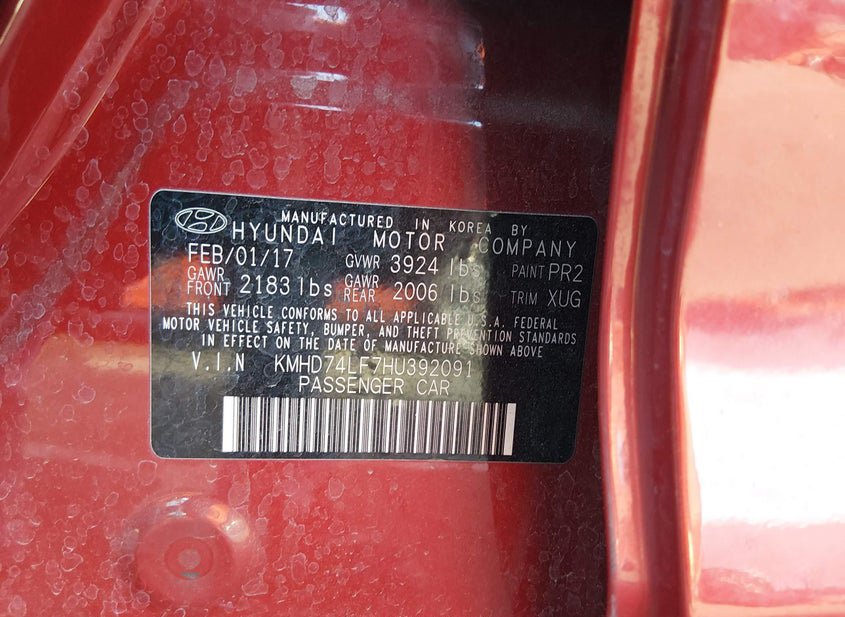 MANUFACTURED IN KOREA BY
HYUNDAI MOTOR COMPANY
FEB/01/17 GVWR 3924 lbs PAINT PR2
GAWR FRONT 2183 lbs GAWR REAR 2006 lbs TRIM XUG
THIS VEHICLE CONFORMS TO ALL APPLICABLE U.S.A. FEDERAL
MOTOR VEHICLE SAFETY, BUMPER, AND THEFT PREVENTION STANDARDS
IN EFFECT ON THE DATE OF MANUFACTURE SHOWN ABOVE
V.I.N KMHD74LF7HU392091
PASSENGER CAR